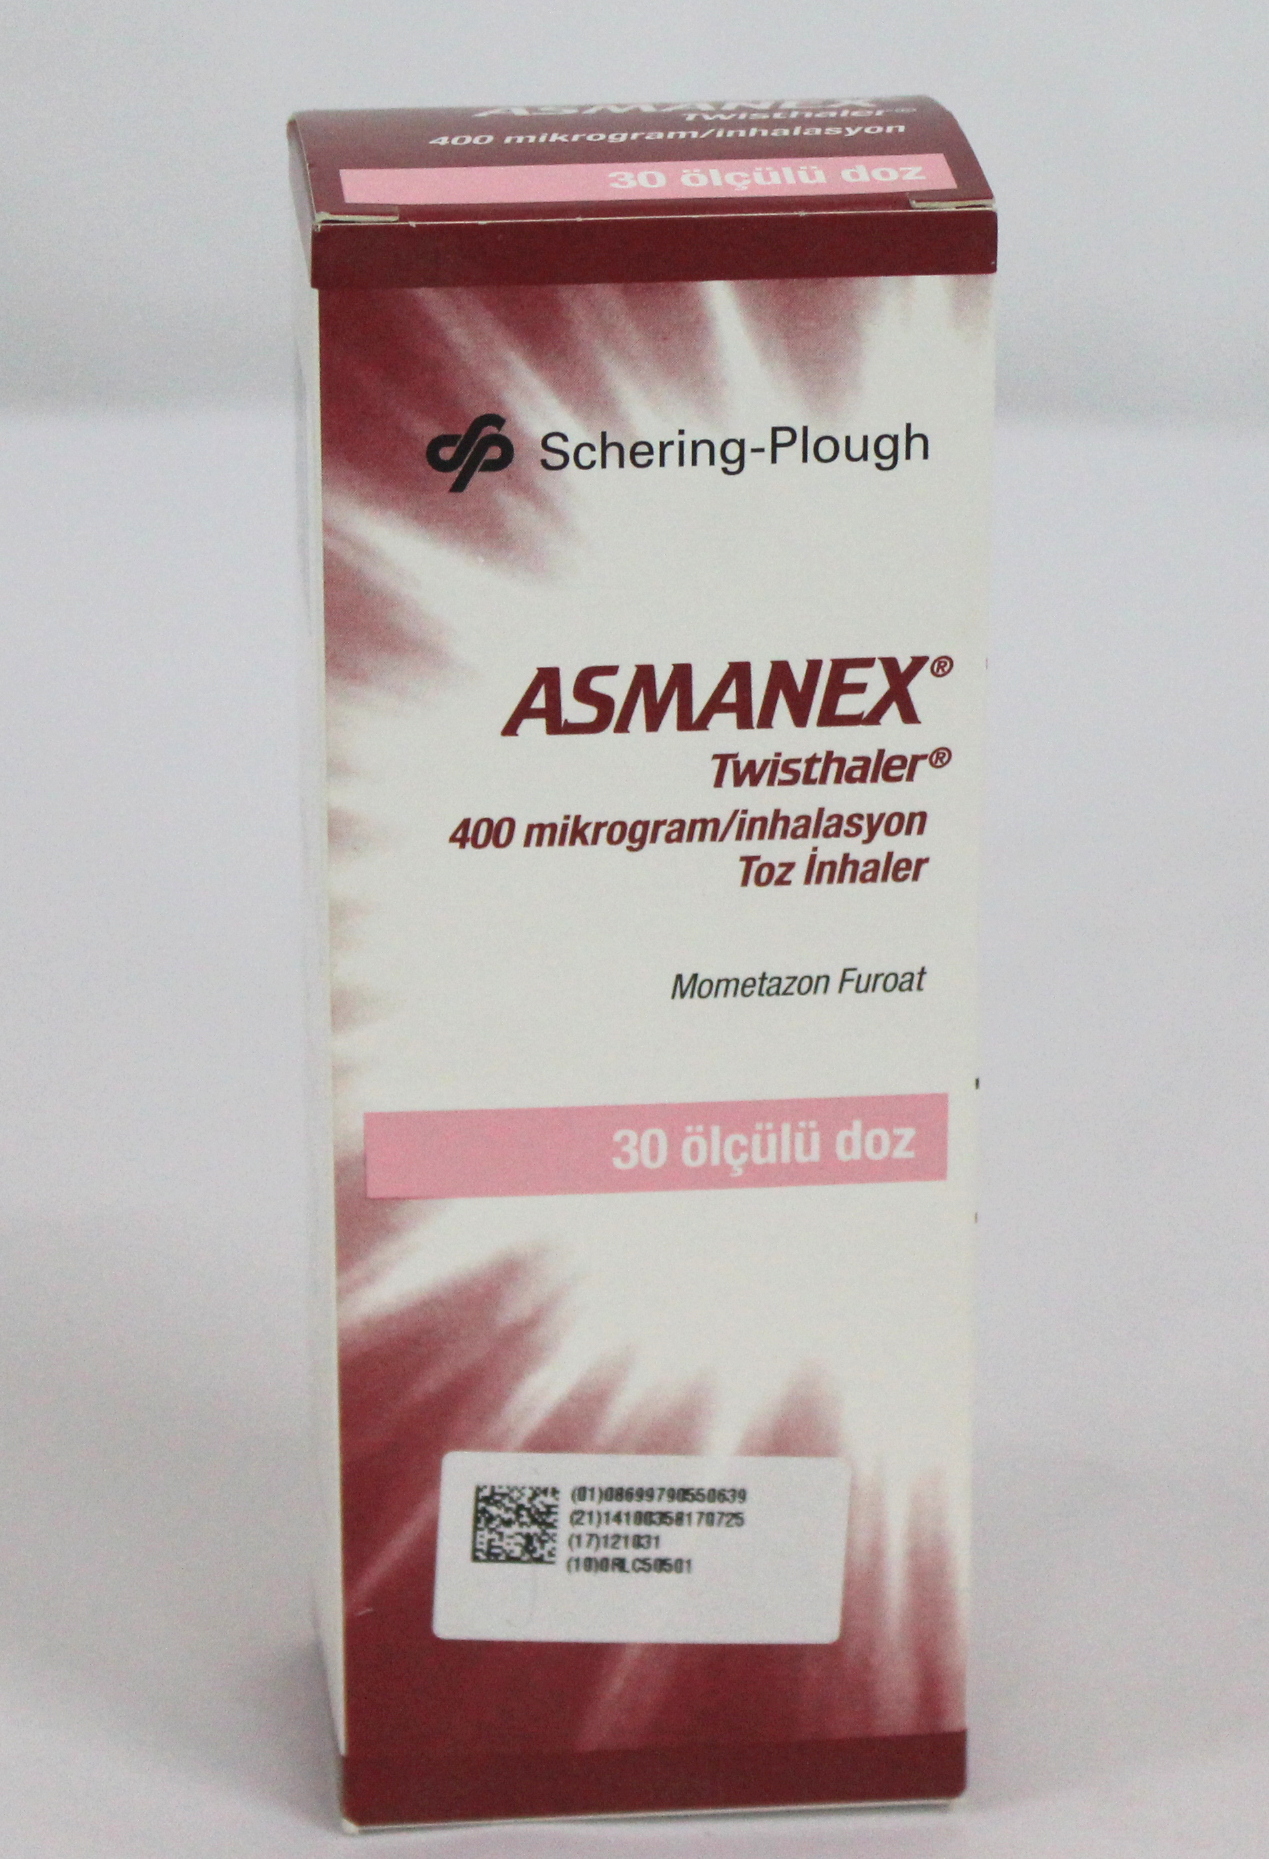 ASMANEX
Twisthaler®
400 mikrogram/inhalasyon
30 ölçülü doz
Schering-Plough
ASMANEX®
Twisthaler®
400 mikrogram/inhalasyon
Toz İnhaler
Mometazon Furoat
30 ölçülü doz
(01)08699790550639
(21)14100358170725
(17)121031
(10)0RLC50501